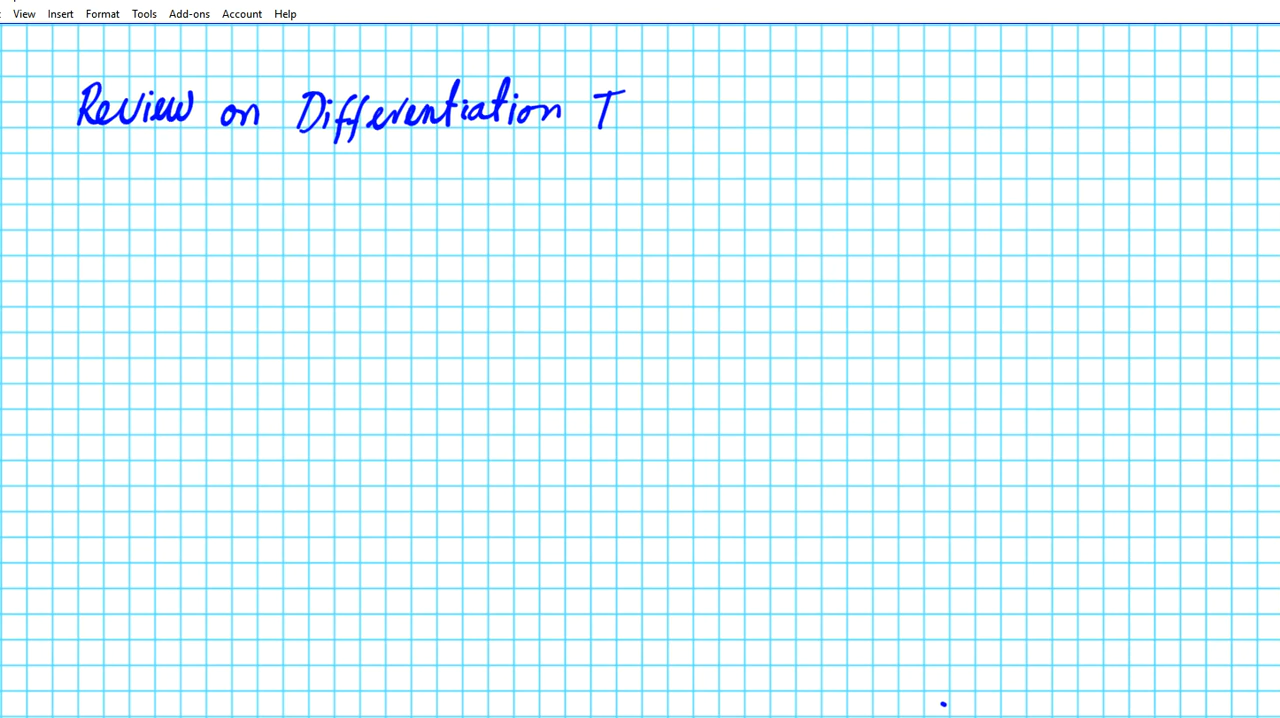 View Insert Format Tools Add-ons Account Help
Review on Differentiation T